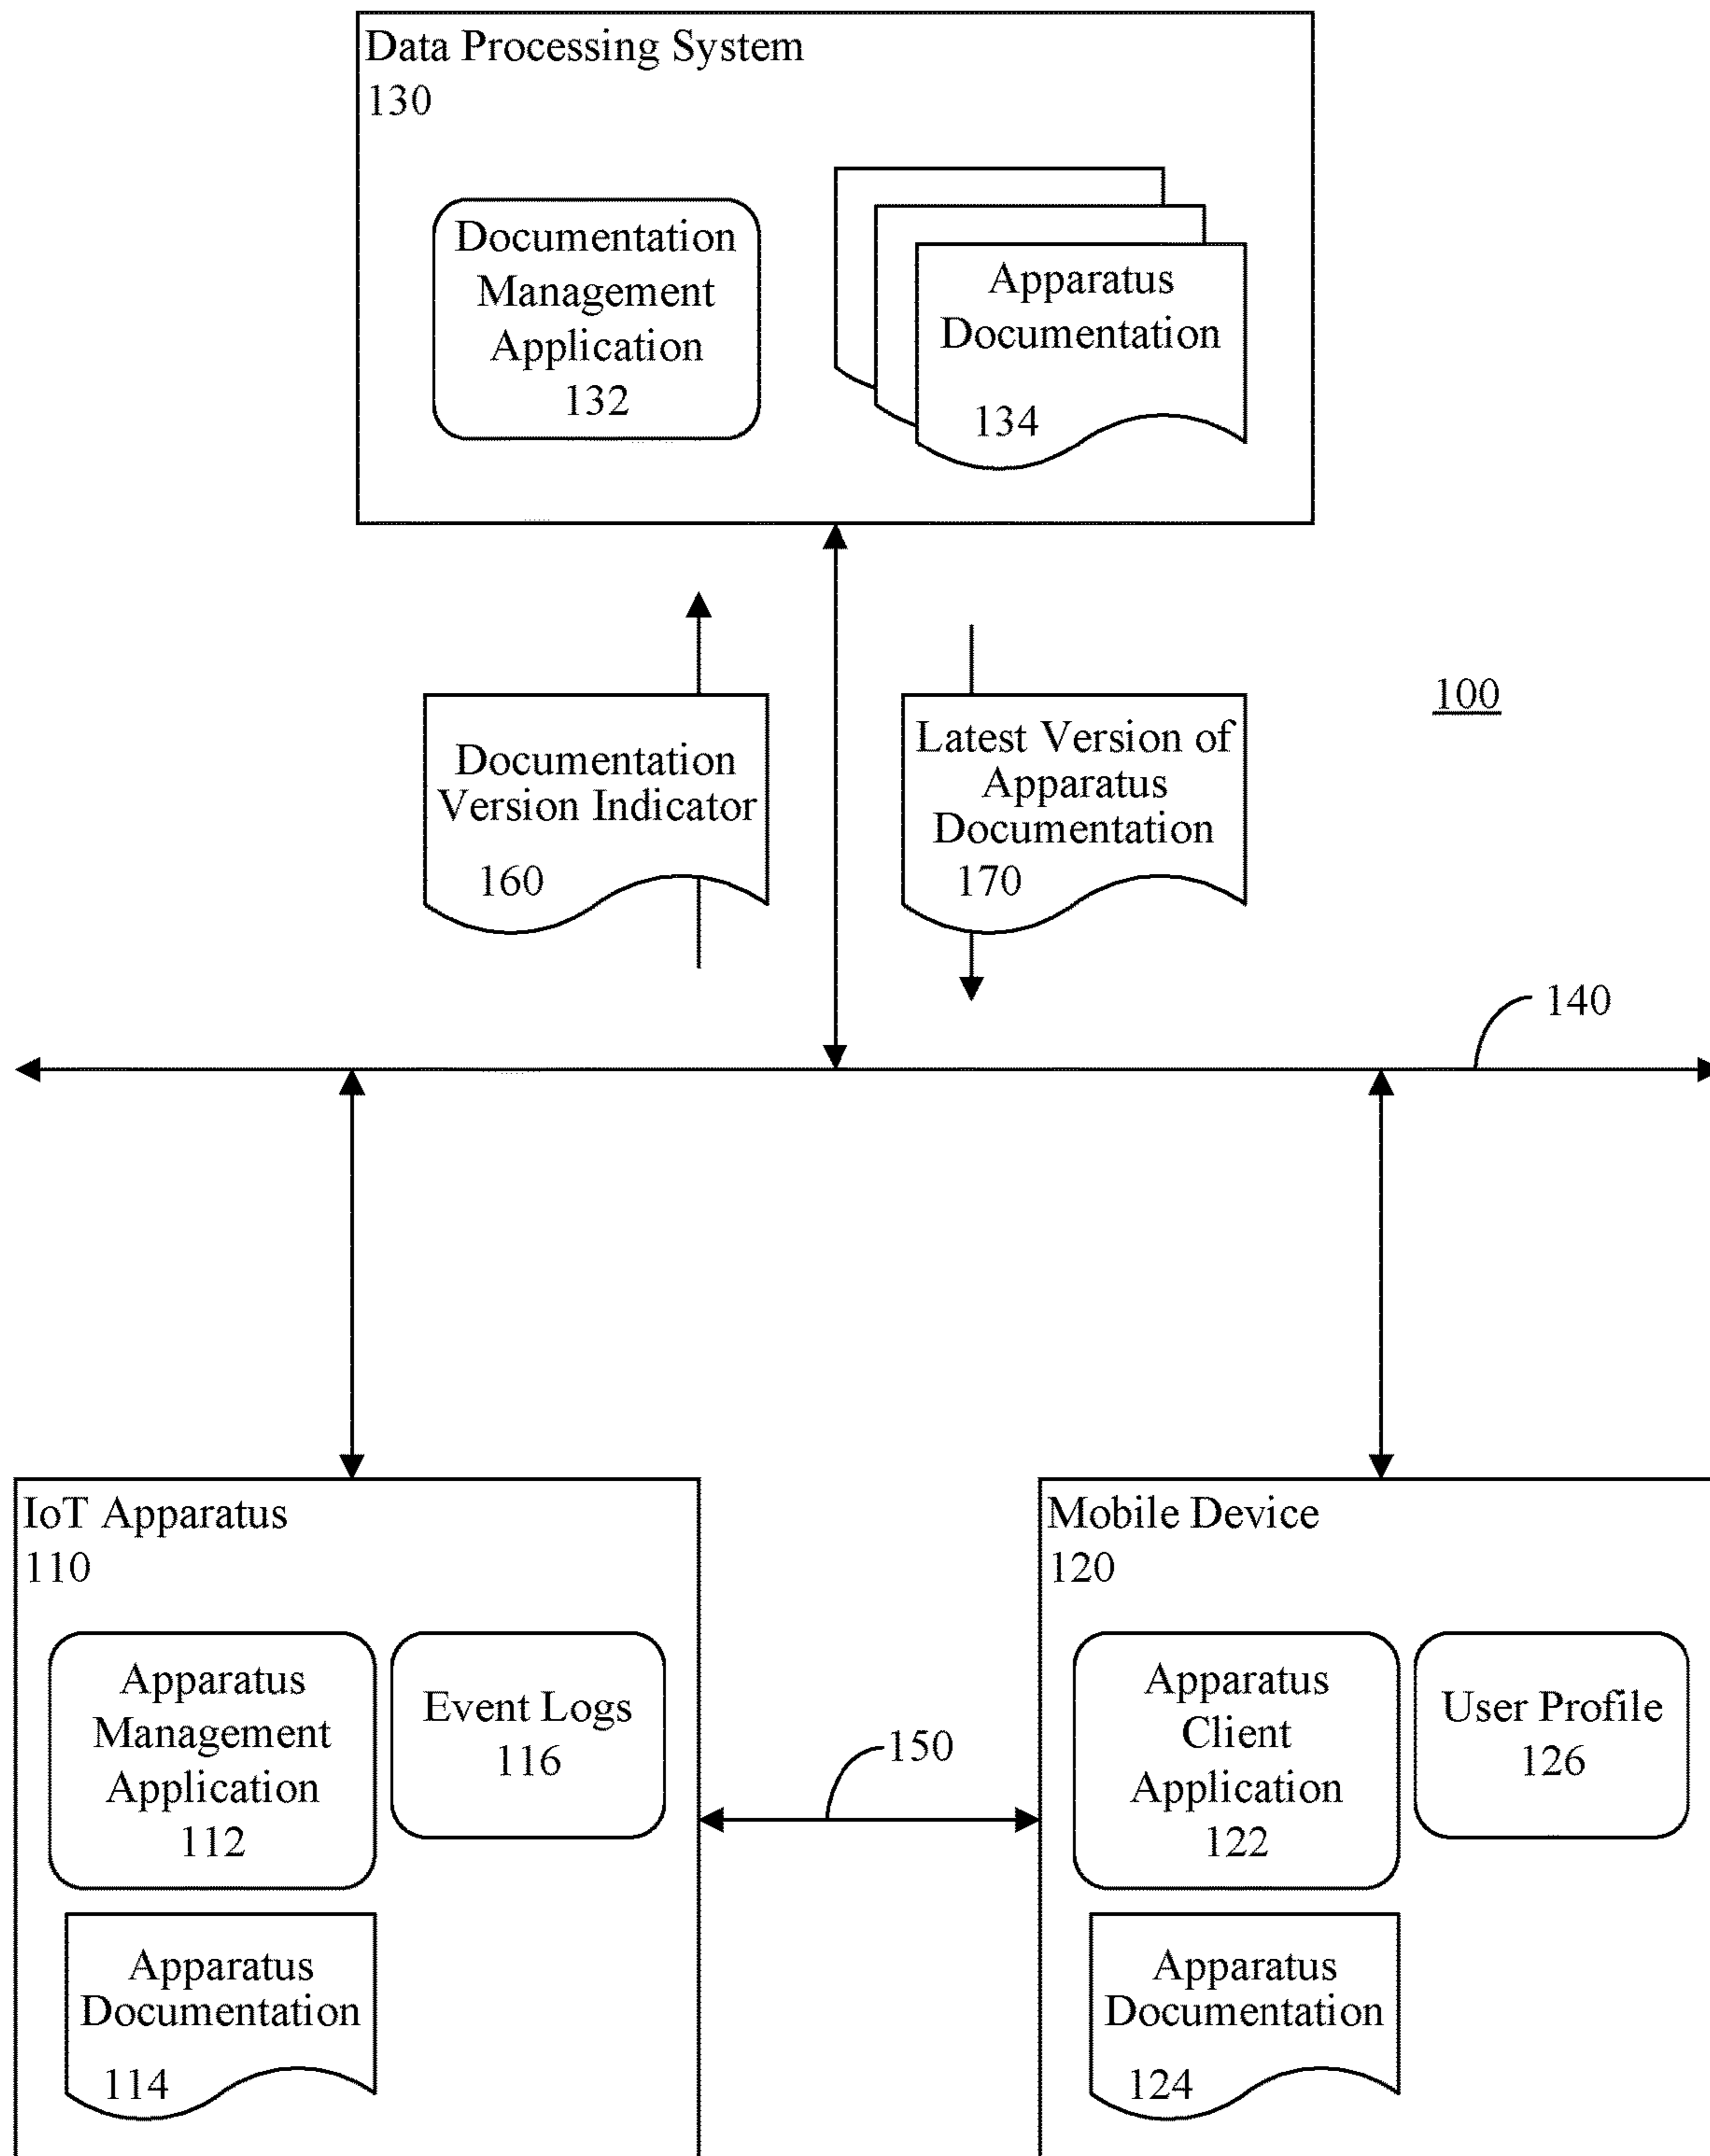 Data Processing System
130
Documentation
Management
Application
132
Apparatus
Documentation
134
Documentation
Version Indicator
160
Latest Version of
Apparatus
Documentation
170
100
140
IoT Apparatus
110
Apparatus
Management
Application
112
Event Logs
116
Apparatus
Documentation
114
150
Mobile Device
120
Apparatus
Client
Application
122
User Profile
126
Apparatus
Documentation
124